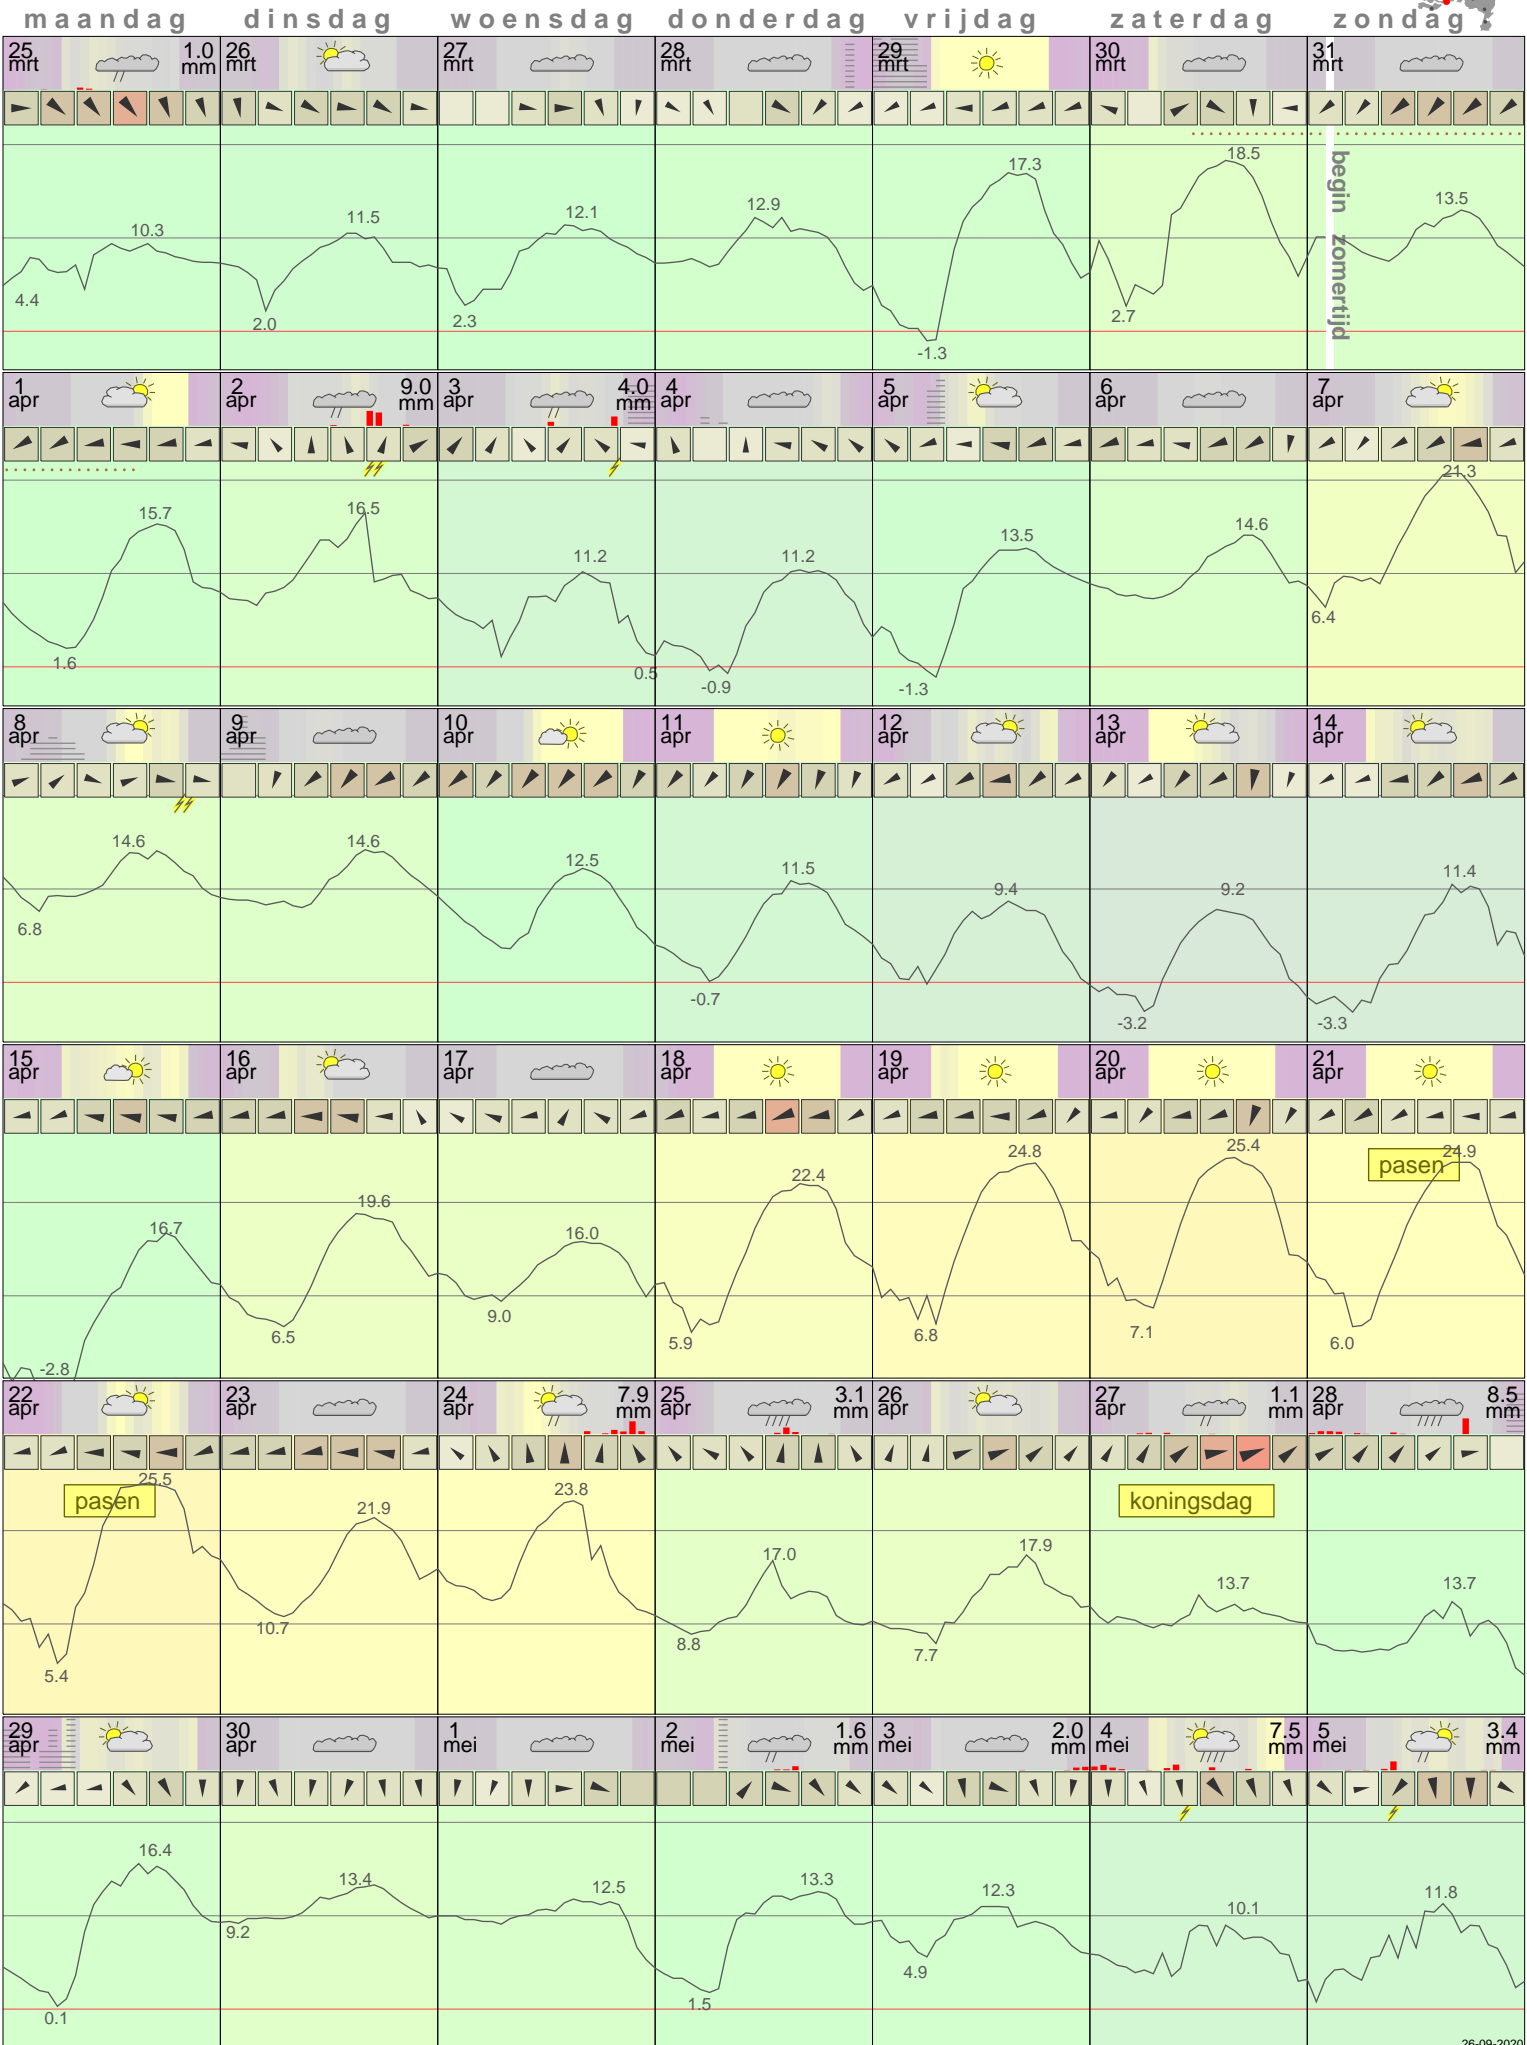 maandag dinsdag woensdag donderdag vrijdag zaterdag zondag
25 mrt 1.0 mm 26 mrt 27 mrt 28 mrt 29 mrt 30 mrt 31 mrt
10.3 11.5 12.1 12.9 17.3 18.5 13.5
4.4 2.0 2.3 -1.3 2.7
begin zomertijd
1 apr 2 apr 9.0 mm 3 apr 4.0 mm 4 apr 5 apr 6 apr 7 apr
15.7 16.5 11.2 11.2 13.5 14.6 21.3
1.6 0.5 -0.9 -1.3 6.4
8 apr 9 apr 10 apr 11 apr 12 apr 13 apr 14 apr
14.6 14.6 12.5 11.5 9.4 9.2 11.4
6.8 -0.7 -3.2 -3.3
15 apr 16 apr 17 apr 18 apr 19 apr 20 apr 21 apr
pasen
16.7 19.6 16.0 22.4 24.8 25.4 24.9
-2.8 6.5 9.0 5.9 6.8 7.1 6.0
22 apr 23 apr 24 apr 7.9 mm 25 apr 3.1 mm 26 apr 27 apr 1.1 mm 28 apr 8.5 mm
pasen koningsdag
25.5 21.9 23.8 17.0 17.9 13.7 13.7
5.4 10.7 8.8 7.7
29 apr 30 apr 1 mei 2 mei 1.6 mm 3 mei 2.0 mm 4 mei 7.5 mm 5 mei 3.4 mm
16.4 13.4 12.5 13.3 12.3 10.1 11.8
0.1 9.2 1.5 4.9
26-09-2020